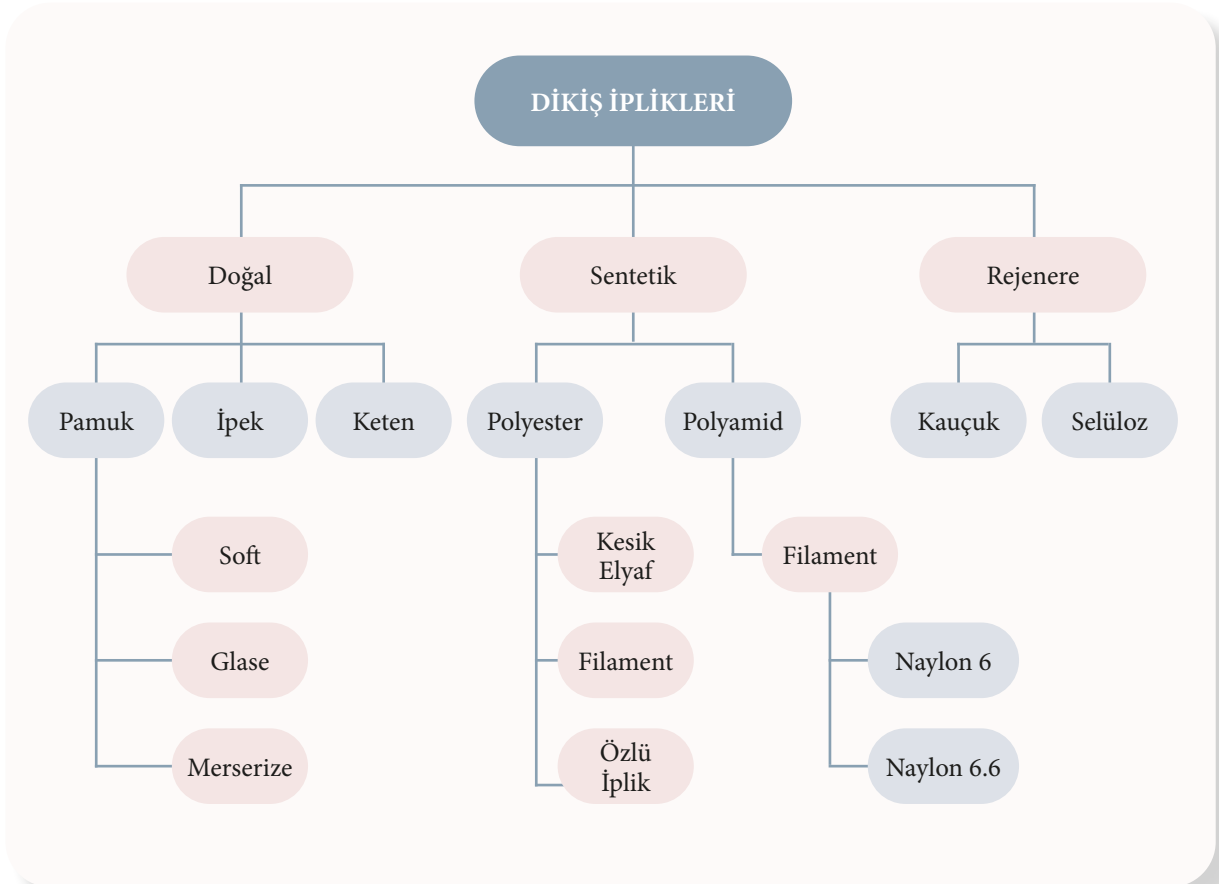 DİKİŞ İPLİKLERİ
Doğal
Sentetik
Rejenere
Pamuk
İpek
Keten
Polyester
Polyamid
Kauçuk
Selüloz
Soft
Kesik
Elyaf
Filament
Glase
Filament
Naylon 6
Merserize
Özlü
İplik
Naylon 6.6